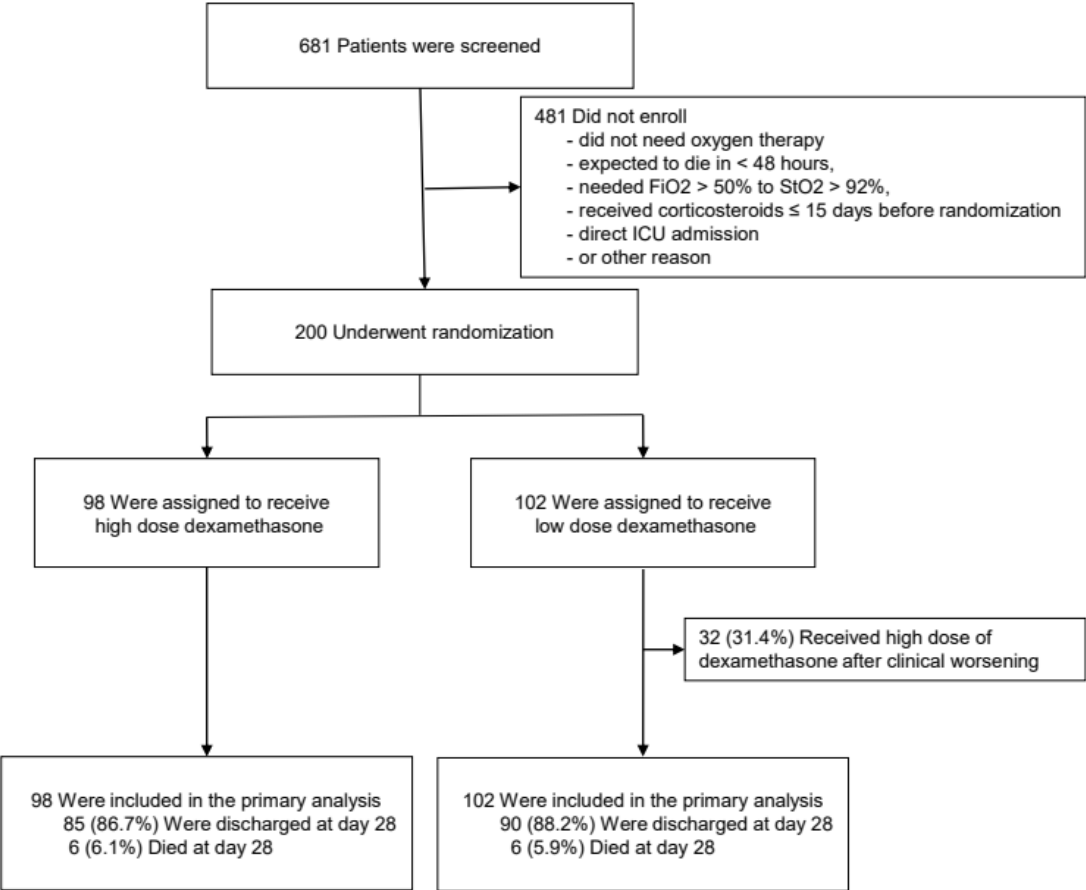 681 Patients were screened
481 Did not enroll
- did not need oxygen therapy
- expected to die in < 48 hours,
- needed FiO2 > 50% to StO2 > 92%,
- received corticosteroids ≤ 15 days before randomization
- direct ICU admission
- or other reason
200 Underwent randomization
98 Were assigned to receive
high dose dexamethasone
102 Were assigned to receive
low dose dexamethasone
32 (31.4%) Received high dose of
dexamethasone after clinical worsening
98 Were included in the primary analysis
85 (86.7%) Were discharged at day 28
6 (6.1%) Died at day 28
102 Were included in the primary analysis
90 (88.2%) Were discharged at day 28
6 (5.9%) Died at day 28